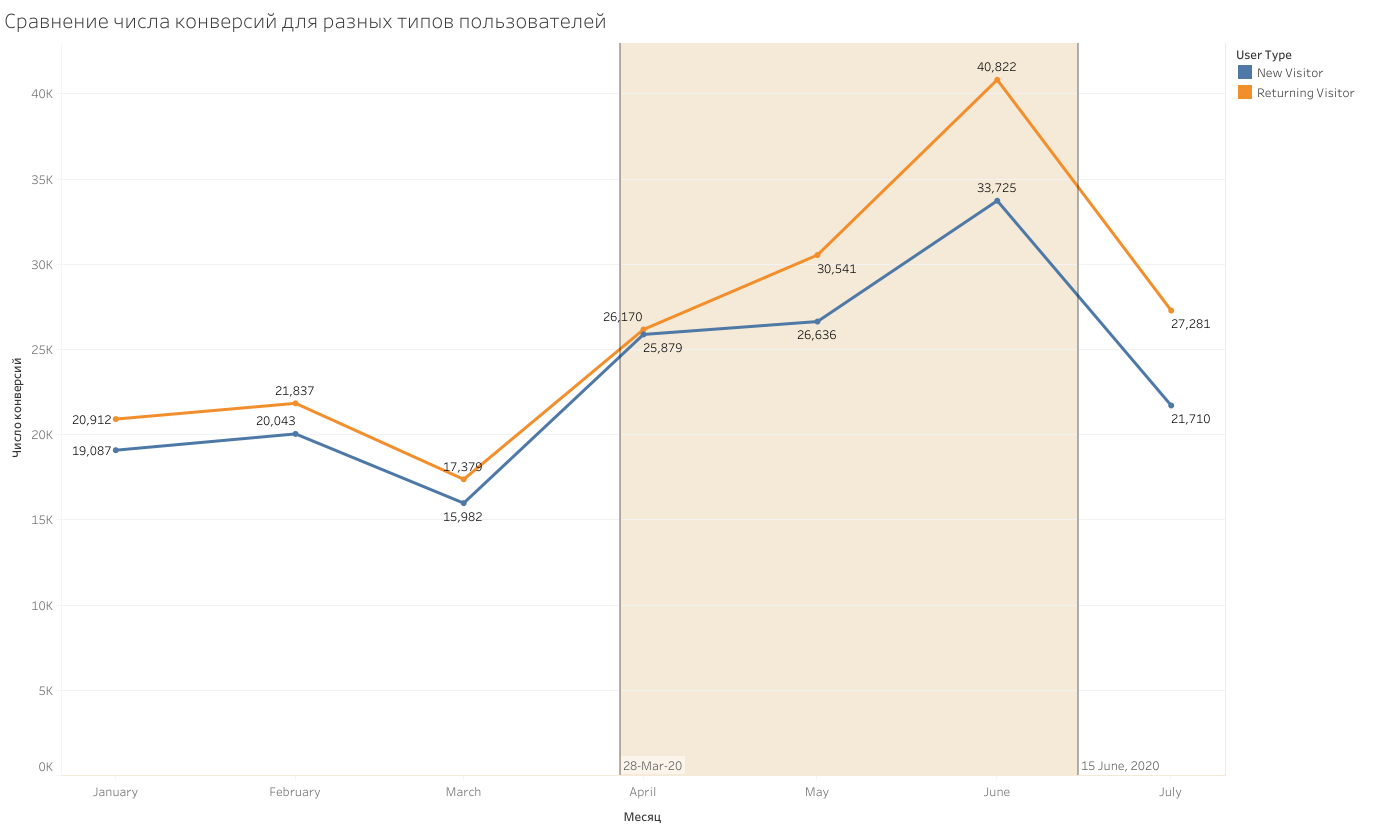 Сравнение числа конверсий для разных типов пользователей
User Type
New Visitor
Returning Visitor
Число конверсий
40K
35K
30K
25K
20K
15K
10K
5K
0K
40,822
33,725
30,541
26,170
27,281
26,636
25,879
21,837
20,912
20,043
21,710
19,087
17,379
15,982
28-Mar-20
15 June, 2020
January
February
March
April
May
June
July
Месяц